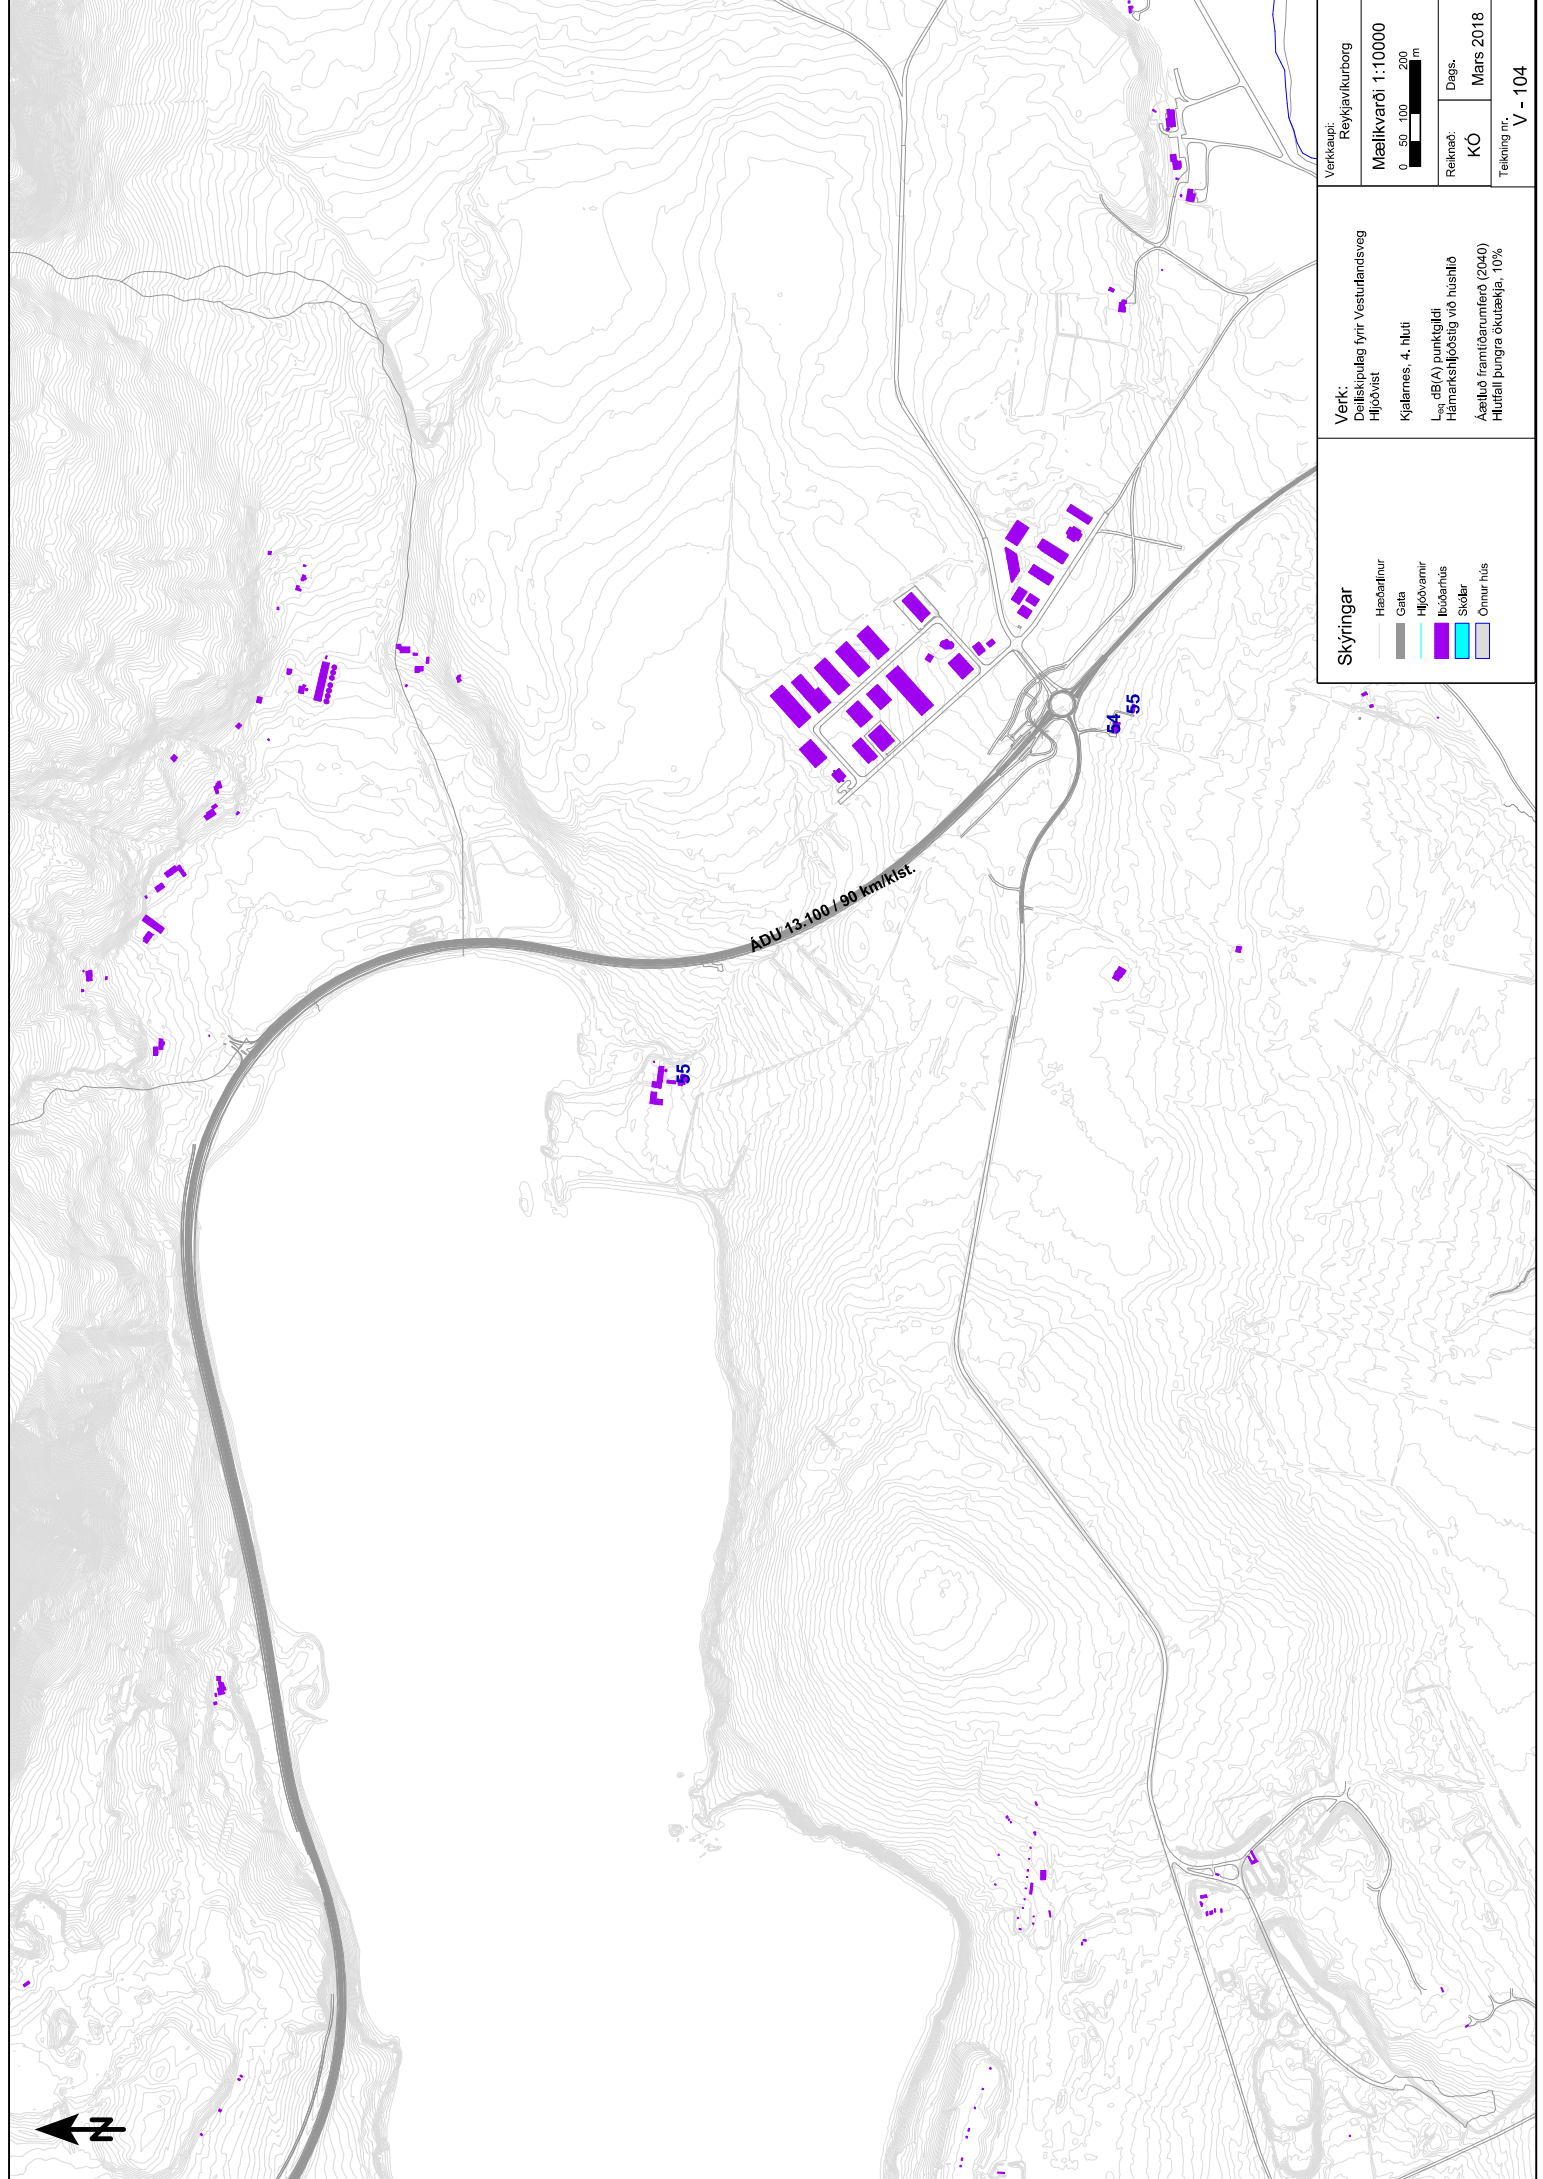 ÁDU 13.100 / 90 km/klst.
54
55
55
N
Skýringar
Hæðarlínur
Gata
Hljóðvarnir
Íbúðarhús
Skólar
Önnur hús
Verk:
Deiliskipulag fyrir Vesturlandsveg
Hljóðvist
Kjalarnes, 4. hluti
Leq dB(A) punktgildi
Hámarkshljóðstig við húshlið
Áætluð framtíðarumferð (2040)
Hlutfall þungra ökutækja, 10%
Verkkaupi:
Reykjavíkurborg
Mælikvarði 1:10000
0 50 100 200
m
Reiknað:
KÓ
Dags.
Mars 2018
Teikning nr.
V - 104